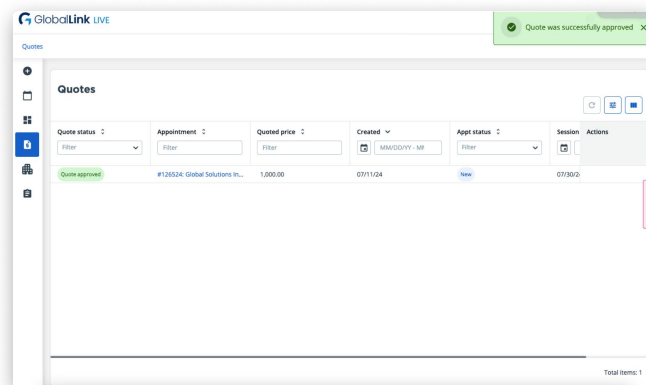 GlobalLink LIVE
Quote was successfully approved
Quotes
Quotes
Quote status
Appointment
Quoted price
Created
Appt status
Session
Actions
Filter
Filter
Filter
MM/DD/YY - M
Filter
Quote approved
#126524: Global Solutions In...
1,000.00
07/11/24
New
07/30/2
Total items: 1